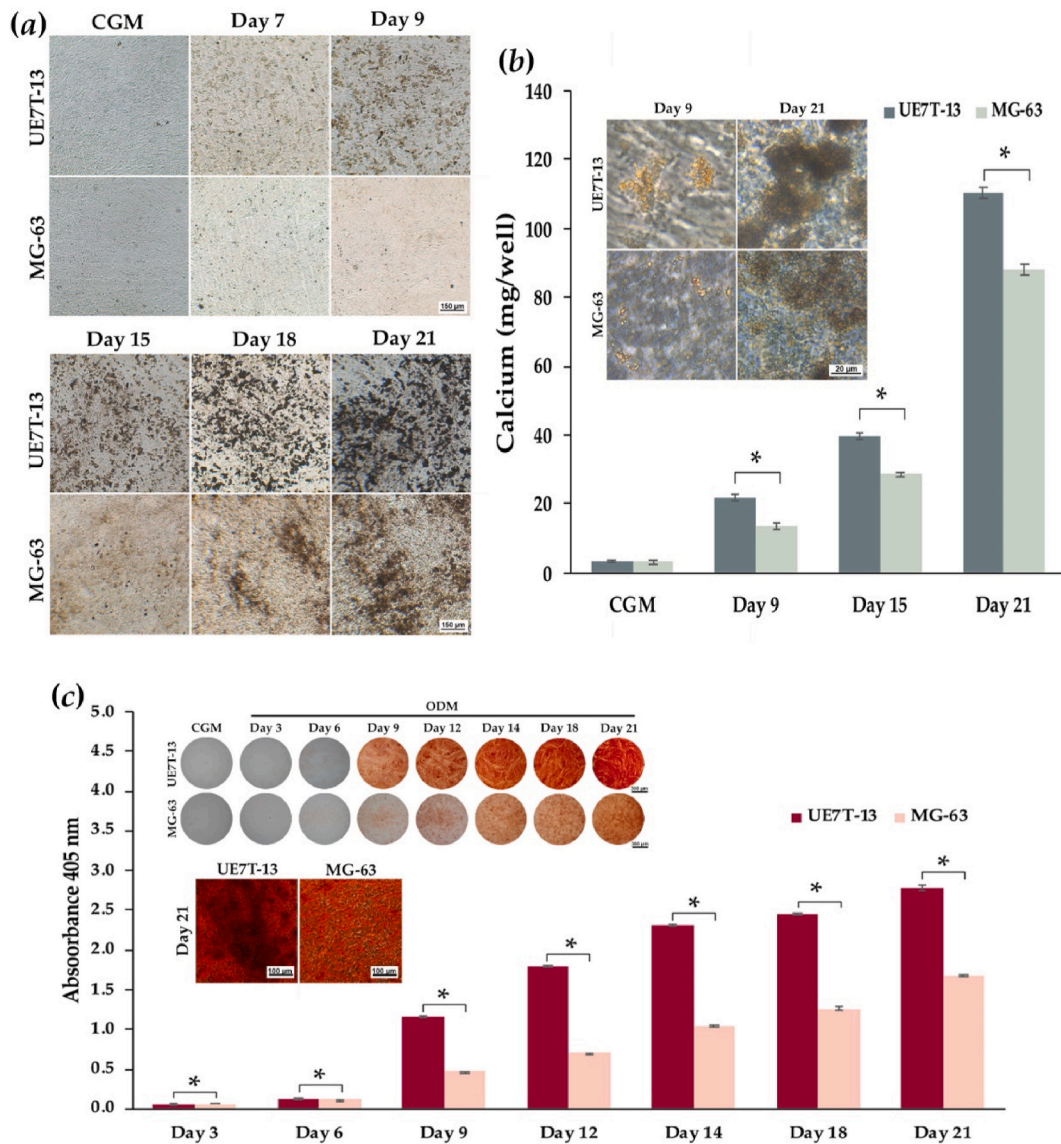 (a)
CGM Day 7 Day 9
UE7T-13
MG-63
150 µm
Day 15 Day 18 Day 21
UE7T-13
MG-63
150 µm
(b)
Calcium (mg/well)
140
120
100
80
60
40
20
0
UE7T-13 MG-63
Day 9 Day 21
UE7T-13
MG-63
20 µm
*
*
*
CGM Day 9 Day 15 Day 21
(c)
Absoorbance 405 nm
5.0
4.5
4.0
3.5
3.0
2.5
2.0
1.5
1.0
0.5
0.0
ODM
CGM Day 3 Day 6 Day 9 Day 12 Day 14 Day 18 Day 21
UE7T-13
MG-63
UE7T-13 MG-63
UE7T-13 MG-63
Day 21
100 µm 100 µm
* * * * * * *
Day 3 Day 6 Day 9 Day 12 Day 14 Day 18 Day 21